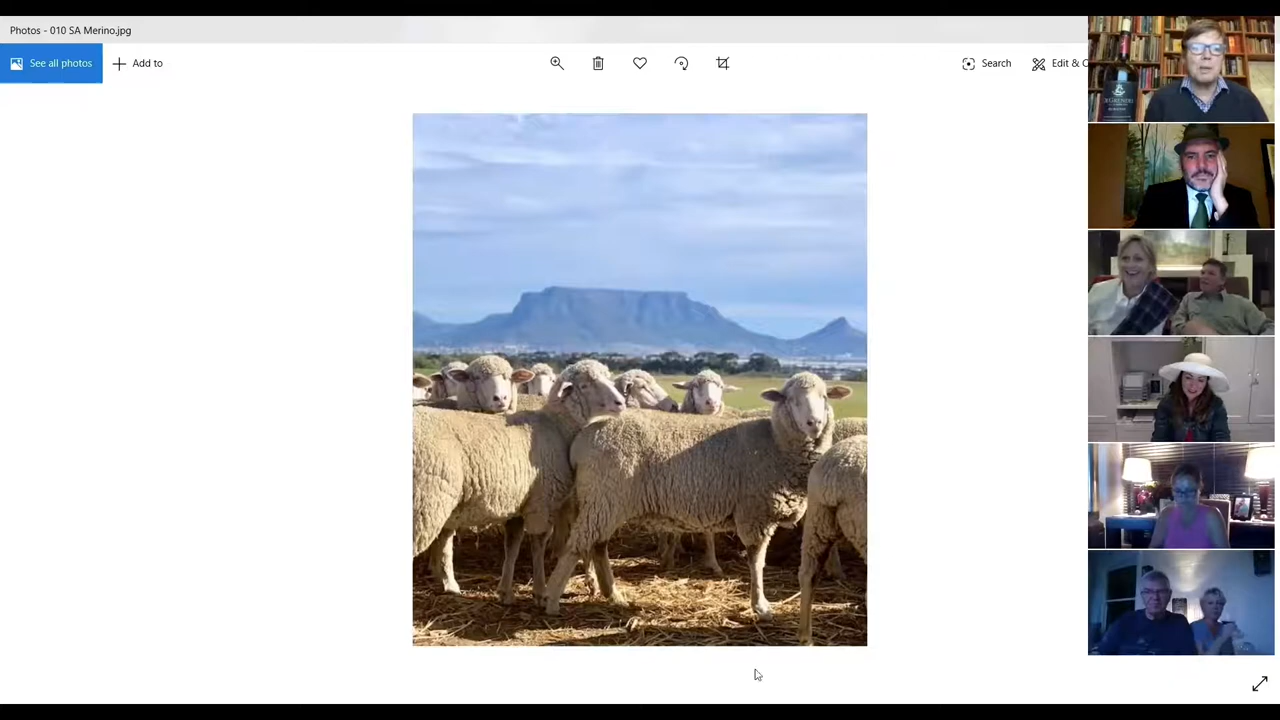 Photos - 010 SA Merino.jpg
See all photos
Add to
Search
Edit & C